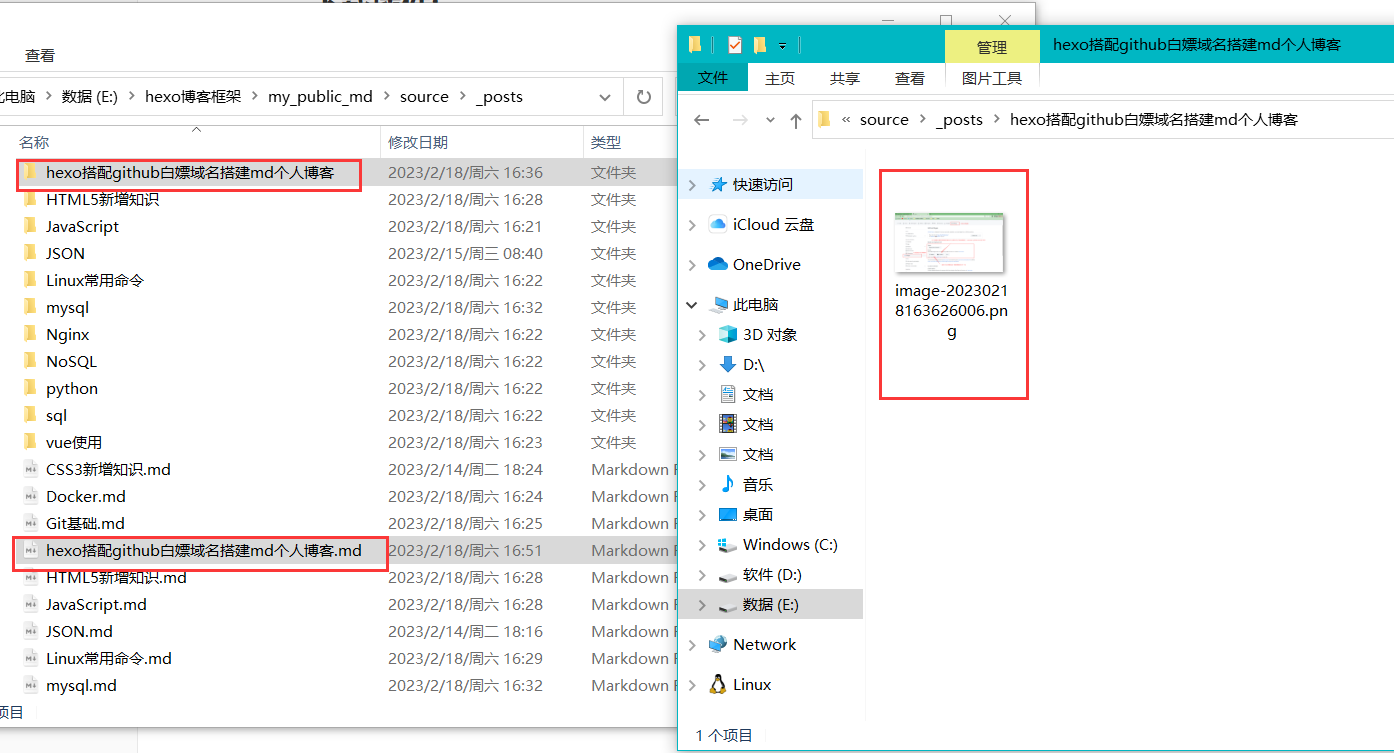 查看
此电脑 数据 (E:) hexo博客框架 my_public_md source _posts
名称 修改日期 类型
hexo搭配github白嫖域名搭建md个人博客 2023/2/18/周六 16:36 文件夹
HTML5新增知识 2023/2/18/周六 16:28 文件夹
JavaScript 2023/2/18/周六 16:21 文件夹
JSON 2023/2/15/周三 08:40 文件夹
Linux常用命令 2023/2/18/周六 16:22 文件夹
mysql 2023/2/18/周六 16:32 文件夹
Nginx 2023/2/18/周六 16:22 文件夹
NoSQL 2023/2/18/周六 16:22 文件夹
python 2023/2/18/周六 16:22 文件夹
sql 2023/2/18/周六 16:22 文件夹
vue使用 2023/2/18/周六 16:23 文件夹
CSS3新增知识.md 2023/2/14/周二 18:24 Markdown
Docker.md 2023/2/18/周六 16:24 Markdown
Git基础.md 2023/2/18/周六 16:25 Markdown
hexo搭配github白嫖域名搭建md个人博客.md 2023/2/18/周六 16:51 Markdown
HTML5新增知识.md 2023/2/18/周六 16:28 Markdown
JavaScript.md 2023/2/18/周六 16:28 Markdown
JSON.md 2023/2/14/周二 18:16 Markdown
Linux常用命令.md 2023/2/18/周六 16:29 Markdown
mysql.md 2023/2/18/周六 16:32 Markdown
项目
管理 hexo搭配github白嫖域名搭建md个人博客
文件 主页 共享 查看 图片工具
« source _posts hexo搭配github白嫖域名搭建md个人博客
快速访问
iCloud 云盘
OneDrive
此电脑
3D 对象
D:\
文档
文档
文档
音乐
桌面
Windows (C:)
软件 (D:)
数据 (E:)
Network
Linux
image-202302
18163626006.pn
g
1 个项目